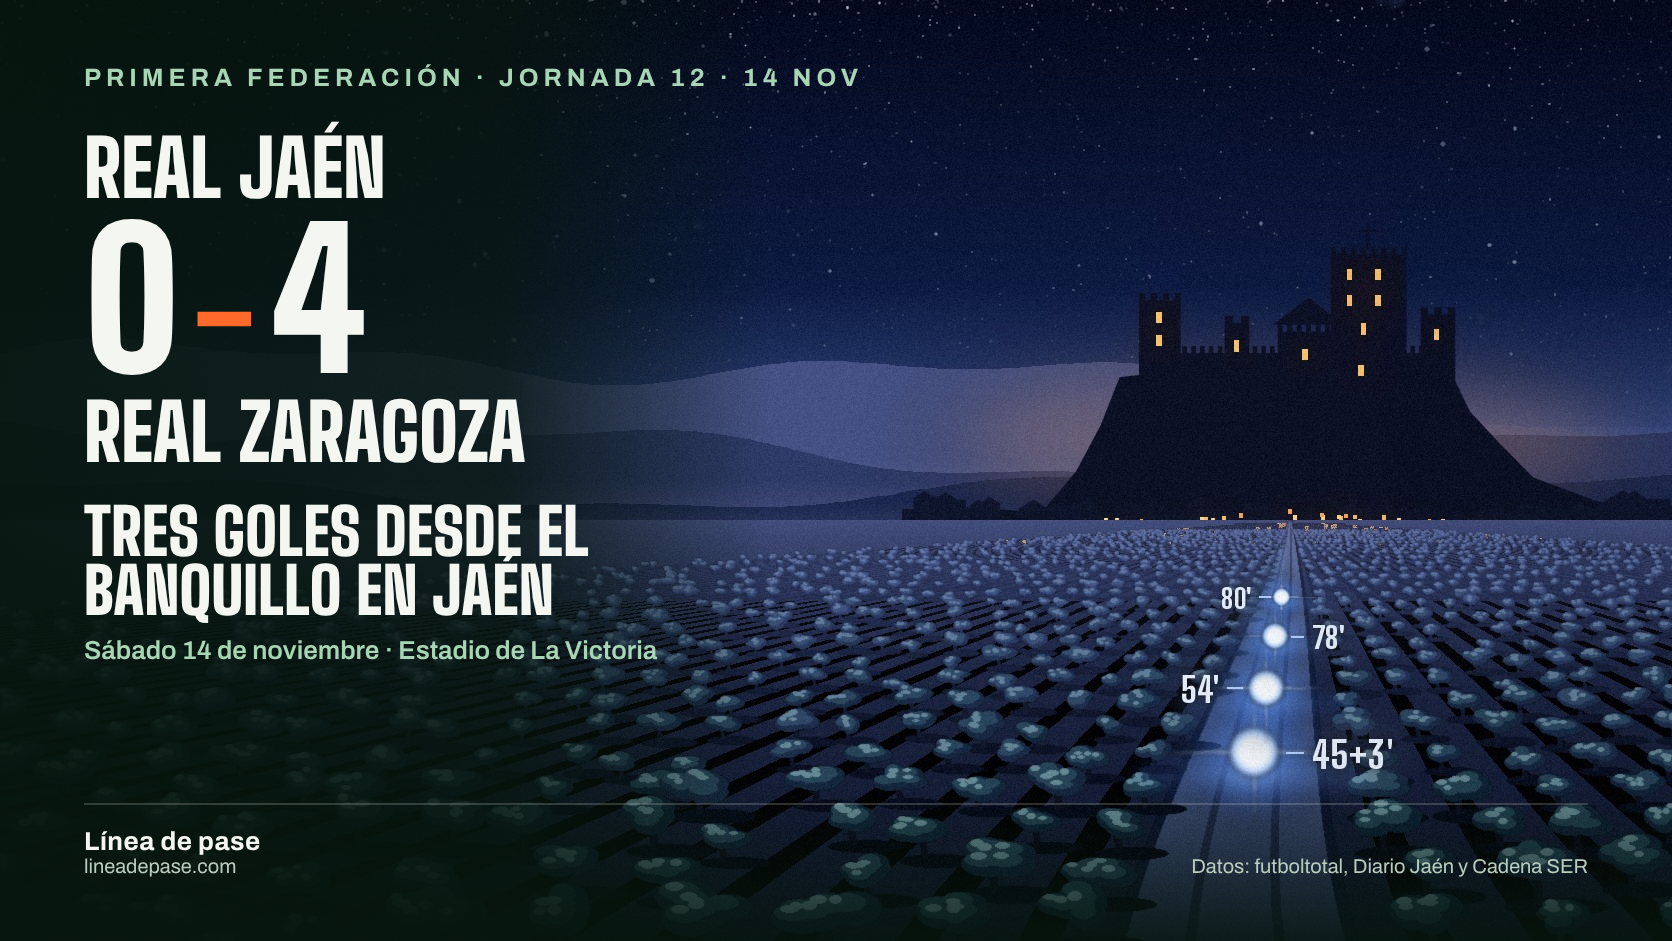 PRIMERA FEDERACIÓN · JORNADA 12 · 14 NOV
REAL JAÉN
0–4
REAL ZARAGOZA
TRES GOLES DESDE EL
BANQUILLO EN JAÉN
Sábado 14 de noviembre · Estadio de La Victoria
80'
78'
54'
45+3'
Línea de pase
lineadepase.com
Datos: futboltotal, Diario Jaén y Cadena SER